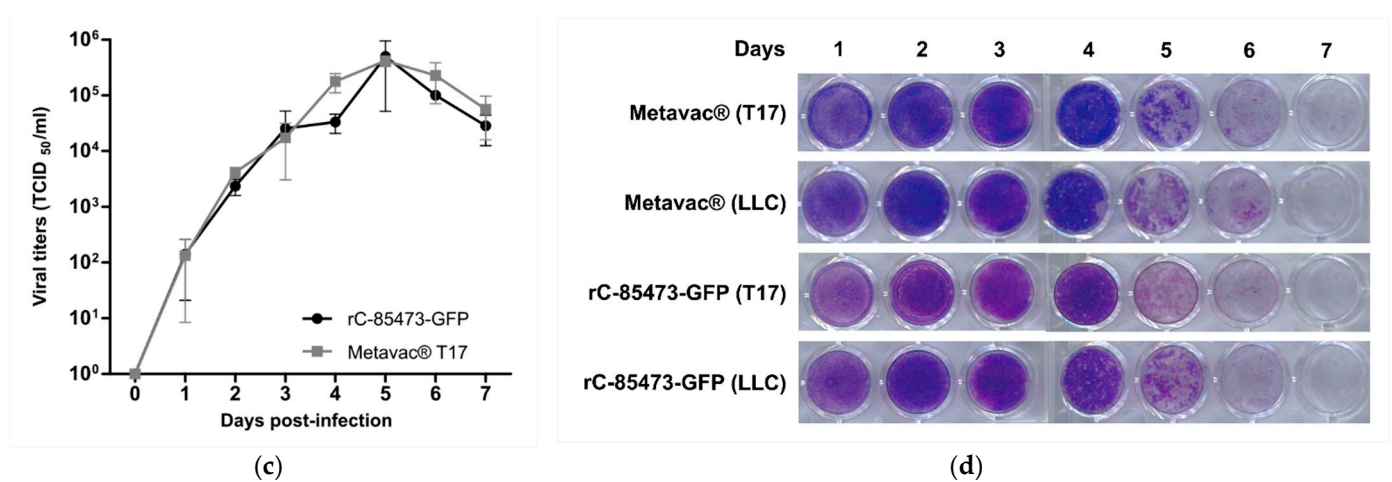 10⁶
10⁵
10⁴
10³
10²
10¹
10⁰
Viral titers (TCID 50/ml)
rC-85473-GFP
Metavac® T17
0 1 2 3 4 5 6 7
Days post-infection
(c)
Days 1 2 3 4 5 6 7
Metavac® (T17)
Metavac® (LLC)
rC-85473-GFP (T17)
rC-85473-GFP (LLC)
(d)